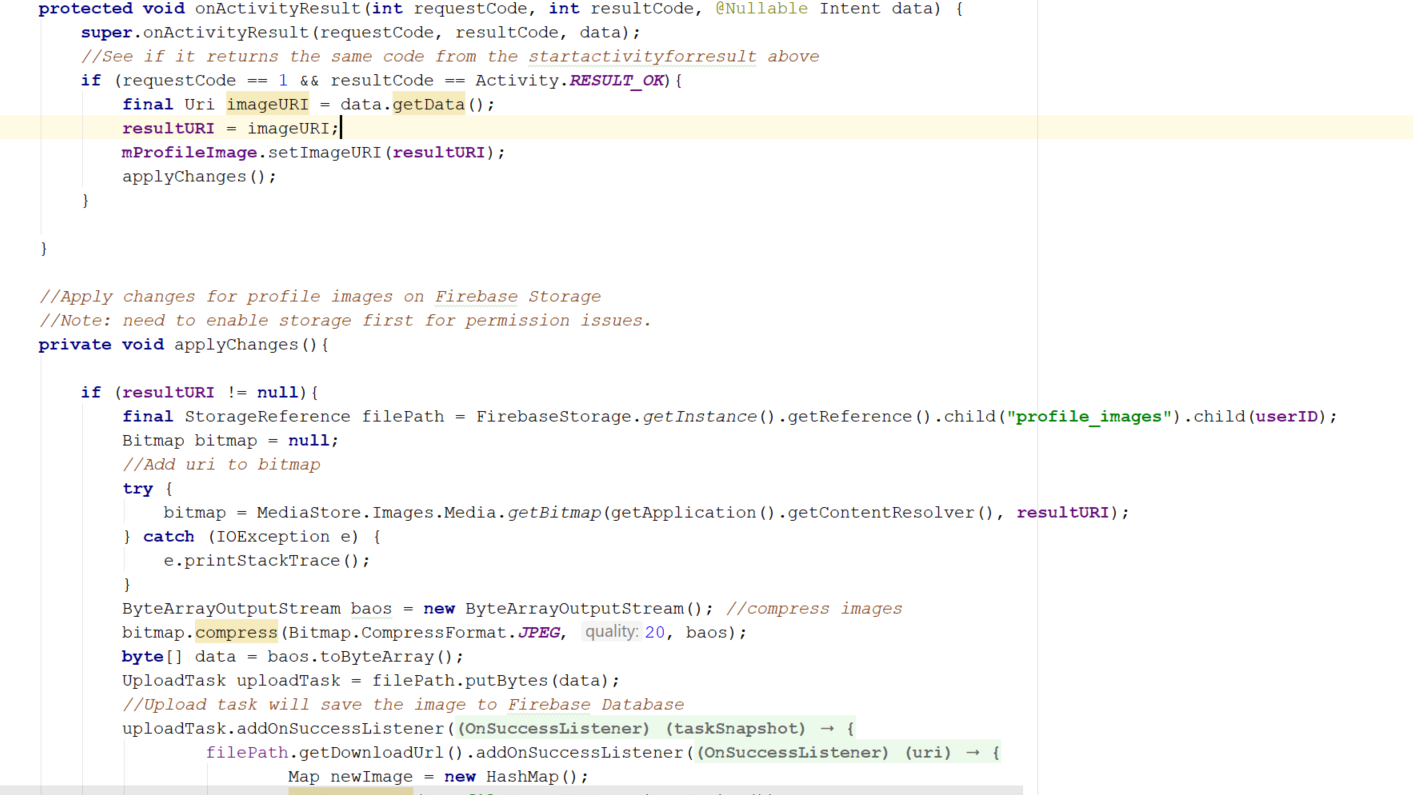 protected void onActivityResult(int requestCode, int resultCode, @Nullable Intent data) {
super.onActivityResult(requestCode, resultCode, data);
//See if it returns the same code from the startactivityforresult above
if (requestCode == 1 && resultCode == Activity.RESULT_OK){
final Uri imageURI = data.getData();
resultURI = imageURI;
mProfileImage.setImageURI(resultURI);
applyChanges();
}
}
//Apply changes for profile images on Firebase Storage
//Note: need to enable storage first for permission issues.
private void applyChanges(){
if (resultURI != null){
final StorageReference filePath = FirebaseStorage.getInstance().getReference().child("profile_images").child(userID);
Bitmap bitmap = null;
//Add uri to bitmap
try {
bitmap = MediaStore.Images.Media.getBitmap(getApplication().getContentResolver(), resultURI);
} catch (IOException e) {
e.printStackTrace();
}
ByteArrayOutputStream baos = new ByteArrayOutputStream(); //compress images
bitmap.compress(Bitmap.CompressFormat.JPEG, quality: 20, baos);
byte[] data = baos.toByteArray();
UploadTask uploadTask = filePath.putBytes(data);
//Upload task will save the image to Firebase Database
uploadTask.addOnSuccessListener((OnSuccessListener) (taskSnapshot) → {
filePath.getDownloadUrl().addOnSuccessListener((OnSuccessListener) (uri) → {
Map newImage = new HashMap();